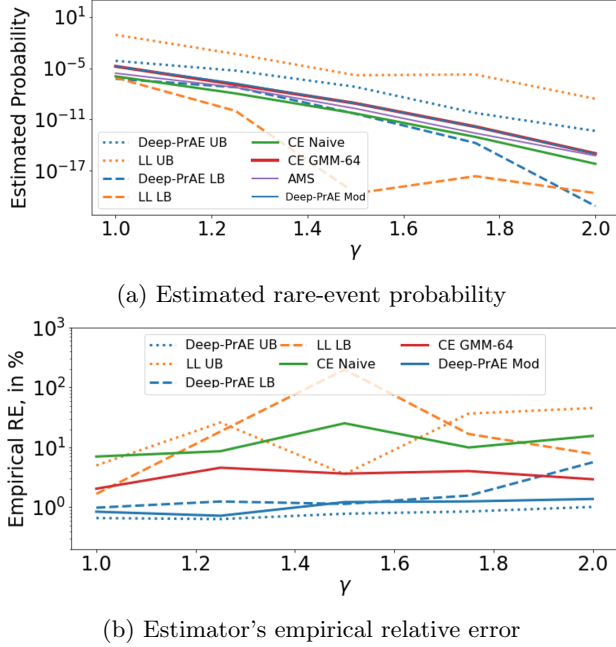 10^1
10^-5
10^-11
10^-17
Estimated Probability
Deep-PrAE UB
LL UB
Deep-PrAE LB
LL LB
CE Naive
CE GMM-64
AMS
Deep-PrAE Mod
1.0 1.2 1.4 1.6 1.8 2.0
γ
(a) Estimated rare-event probability
10^3
10^2
10^1
10^0
Empirical RE, in %
Deep-PrAE UB
LL UB
Deep-PrAE LB
LL LB
CE Naive
CE GMM-64
Deep-PrAE Mod
1.0 1.2 1.4 1.6 1.8 2.0
γ
(b) Estimator's empirical relative error